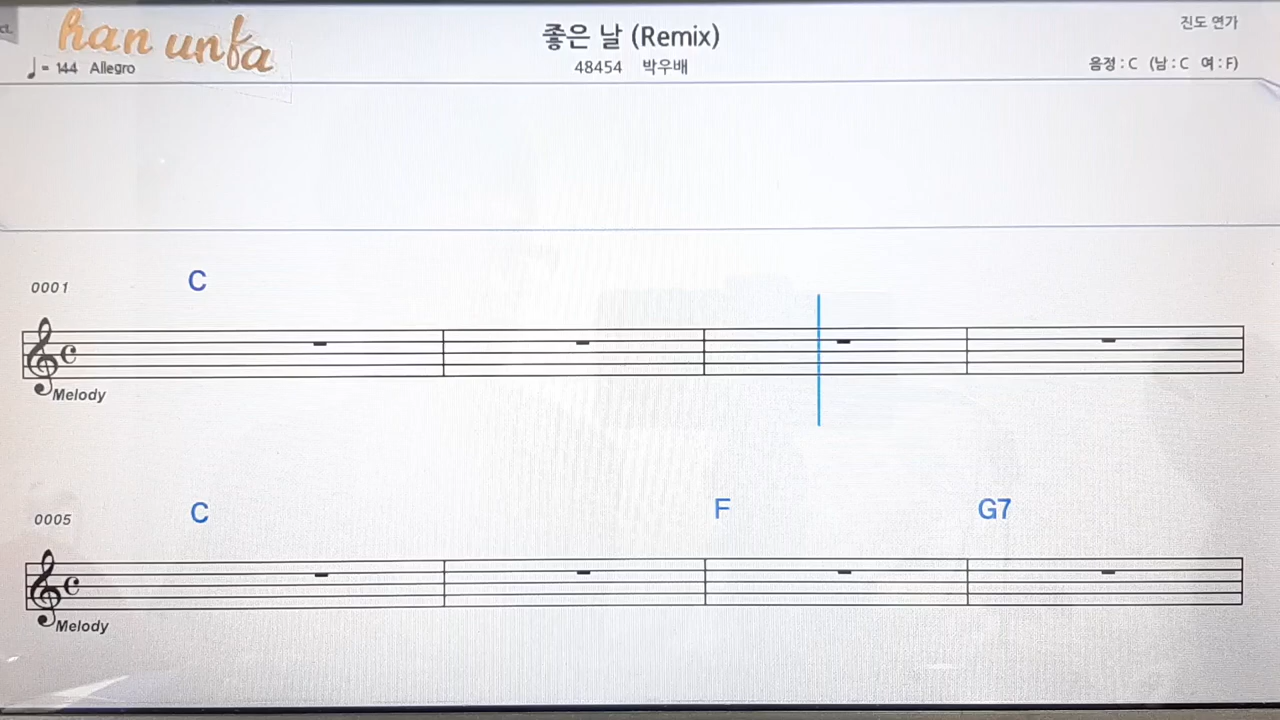 han unfa
좋은 날 (Remix)
진도 연가
♩ = 144 Allegro
48454 박우배
음정 : C (남 : C 여 : F)
0001 C
Melody
0005 C F G7
Melody